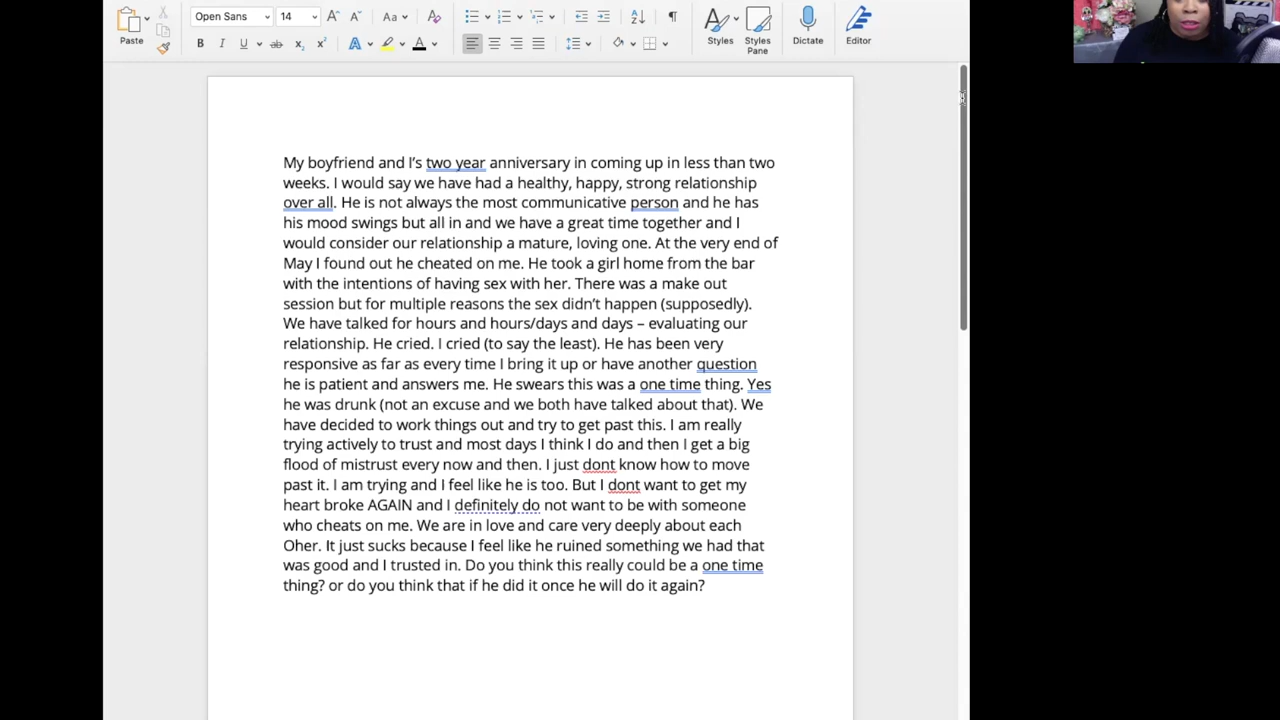 Open Sans
14
Aa
Paste
B I U ab x₂ x² A A
Styles
Styles Pane
Dictate
Editor
My boyfriend and I's two year anniversary in coming up in less than two
weeks. I would say we have had a healthy, happy, strong relationship
over all. He is not always the most communicative person and he has
his mood swings but all in and we have a great time together and I
would consider our relationship a mature, loving one. At the very end of
May I found out he cheated on me. He took a girl home from the bar
with the intentions of having sex with her. There was a make out
session but for multiple reasons the sex didn't happen (supposedly).
We have talked for hours and hours/days and days – evaluating our
relationship. He cried. I cried (to say the least). He has been very
responsive as far as every time I bring it up or have another question
he is patient and answers me. He swears this was a one time thing. Yes
he was drunk (not an excuse and we both have talked about that). We
have decided to work things out and try to get past this. I am really
trying actively to trust and most days I think I do and then I get a big
flood of mistrust every now and then. I just dont know how to move
past it. I am trying and I feel like he is too. But I dont want to get my
heart broke AGAIN and I definitely do not want to be with someone
who cheats on me. We are in love and care very deeply about each
Oher. It just sucks because I feel like he ruined something we had that
was good and I trusted in. Do you think this really could be a one time
thing? or do you think that if he did it once he will do it again?